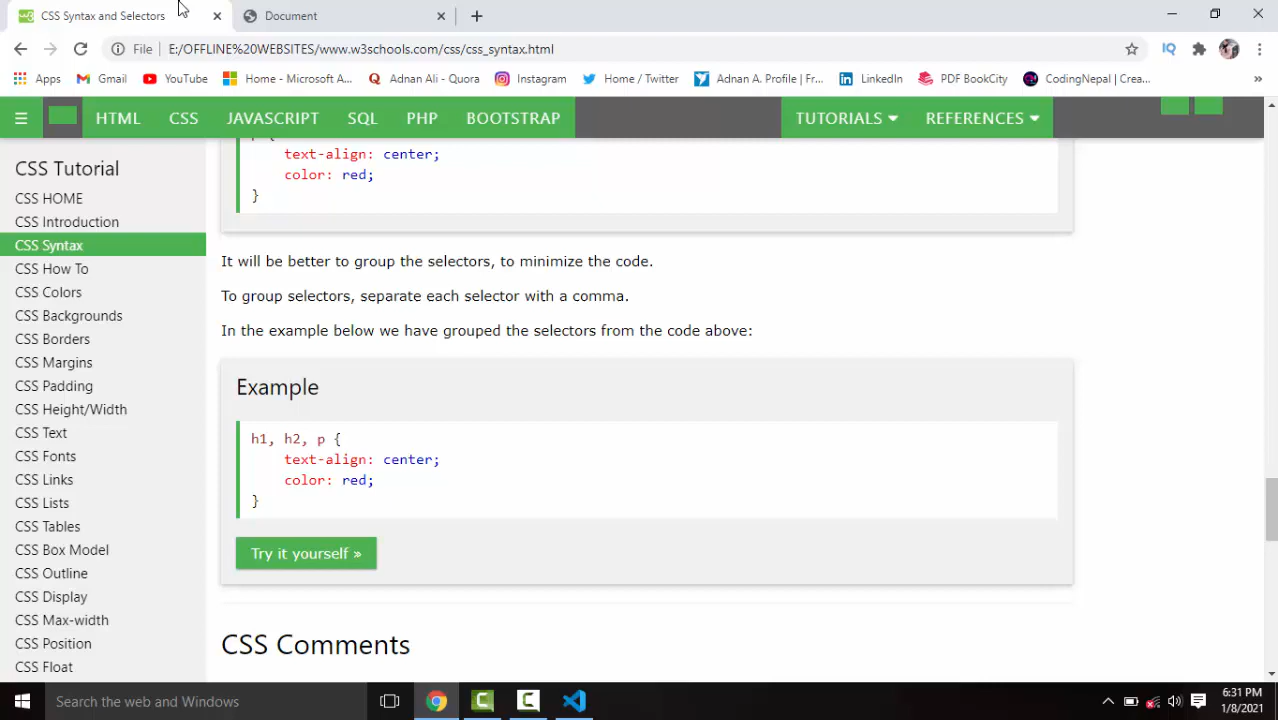 CSS Syntax and Selectors
Document
File E:/OFFLINE%20WEBSITES/www.w3schools.com/css/css_syntax.html
IQ
Apps Gmail YouTube Home - Microsoft A... Adnan Ali - Quora Instagram Home / Twitter Adnan A. Profile | Fr... LinkedIn PDF BookCity CodingNepal | Crea... »
HTML CSS JAVASCRIPT SQL PHP BOOTSTRAP TUTORIALS REFERENCES
CSS Tutorial
CSS HOME
CSS Introduction
CSS Syntax
CSS How To
CSS Colors
CSS Backgrounds
CSS Borders
CSS Margins
CSS Padding
CSS Height/Width
CSS Text
CSS Fonts
CSS Links
CSS Lists
CSS Tables
CSS Box Model
CSS Outline
CSS Display
CSS Max-width
CSS Position
CSS Float
p {
text-align: center;
color: red;
}
It will be better to group the selectors, to minimize the code.
To group selectors, separate each selector with a comma.
In the example below we have grouped the selectors from the code above:
Example
h1, h2, p {
text-align: center;
color: red;
}
Try it yourself »
CSS Comments
Search the web and Windows
6:31 PM
1/8/2021